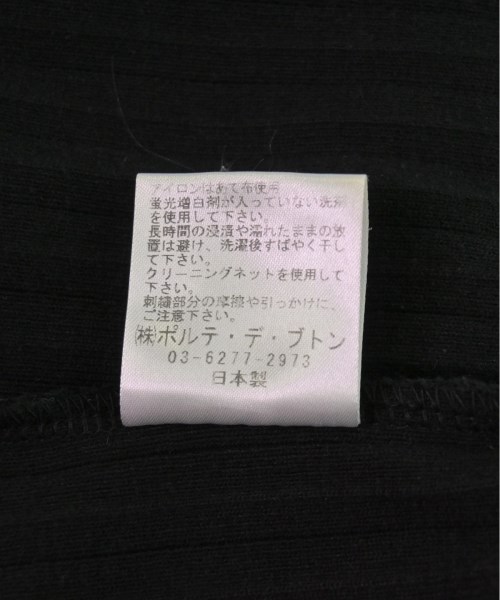 アイロンはあて布使用
蛍光増白剤が入っていない洗剤
を使用して下さい。
長時間の浸漬や濡れたままの放
置は避け、洗濯後すばやく干し
て下さい。
クリーニングネットを使用して
下さい。
刺繍部分の摩擦や引っかけに、
ご注意下さい。
(株)ポルテ・デ・ブトン
03-6277-2973
日本製